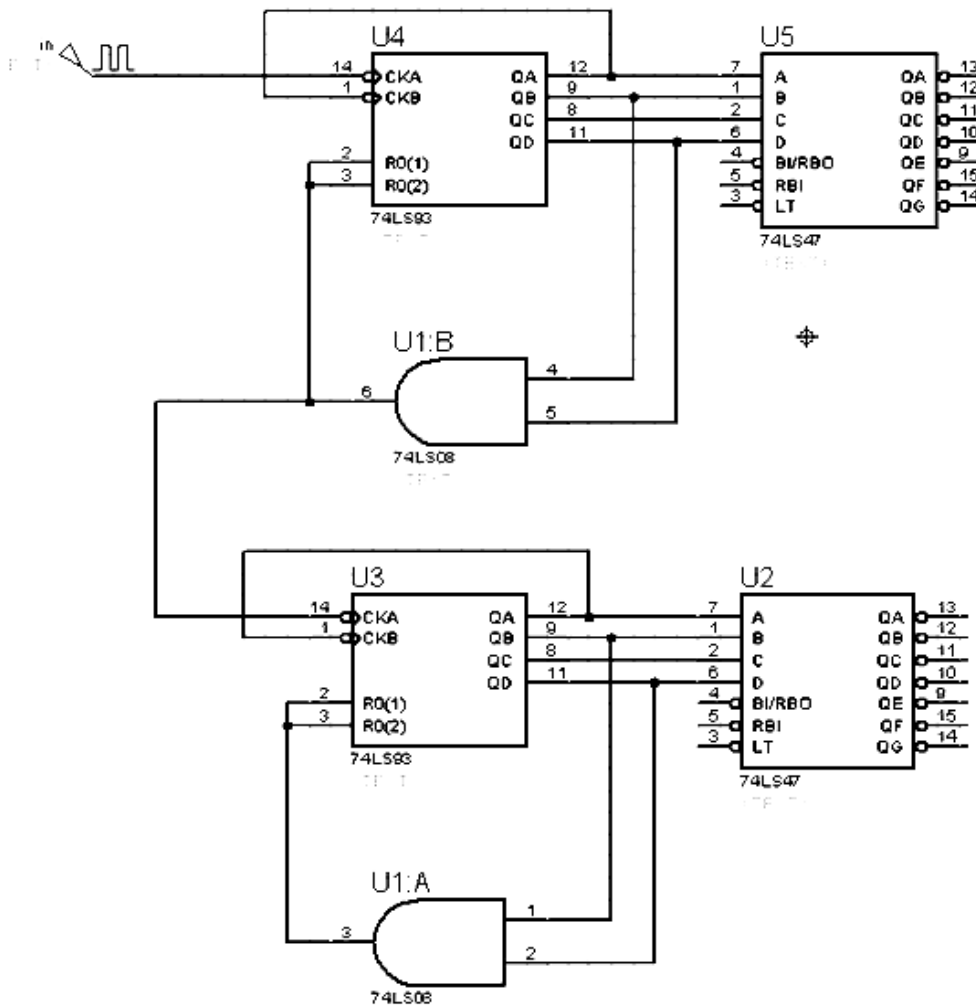 U4
14 CKA QA 12
1 CKB QB 9
QC 8
QD 11
2 R0(1)
3 R0(2)
74LS93
U5
7 A QA 13
1 B QB 12
2 C QC 11
6 D QD 10
4 BI/RBO QE 9
5 RBI QF 15
3 LT QG 14
74LS47
U1:B
6 4
5
74LS08
U3
14 CKA QA 12
1 CKB QB 9
QC 8
QD 11
2 R0(1)
3 R0(2)
74LS93
U2
7 A QA 13
1 B QB 12
2 C QC 11
6 D QD 10
4 BI/RBO QE 9
5 RBI QF 15
3 LT QG 14
74LS47
U1:A
3 1
2
74LS08